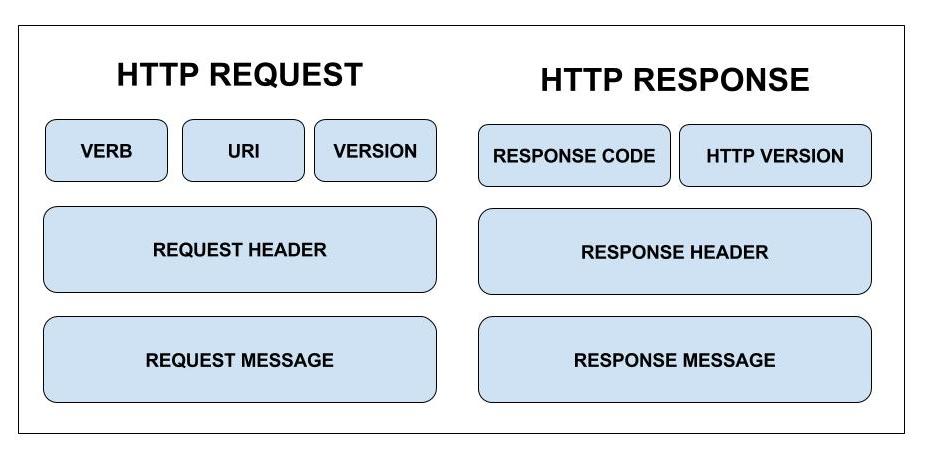 HTTP REQUEST
VERB
URI
VERSION
REQUEST HEADER
REQUEST MESSAGE
HTTP RESPONSE
RESPONSE CODE
HTTP VERSION
RESPONSE HEADER
RESPONSE MESSAGE